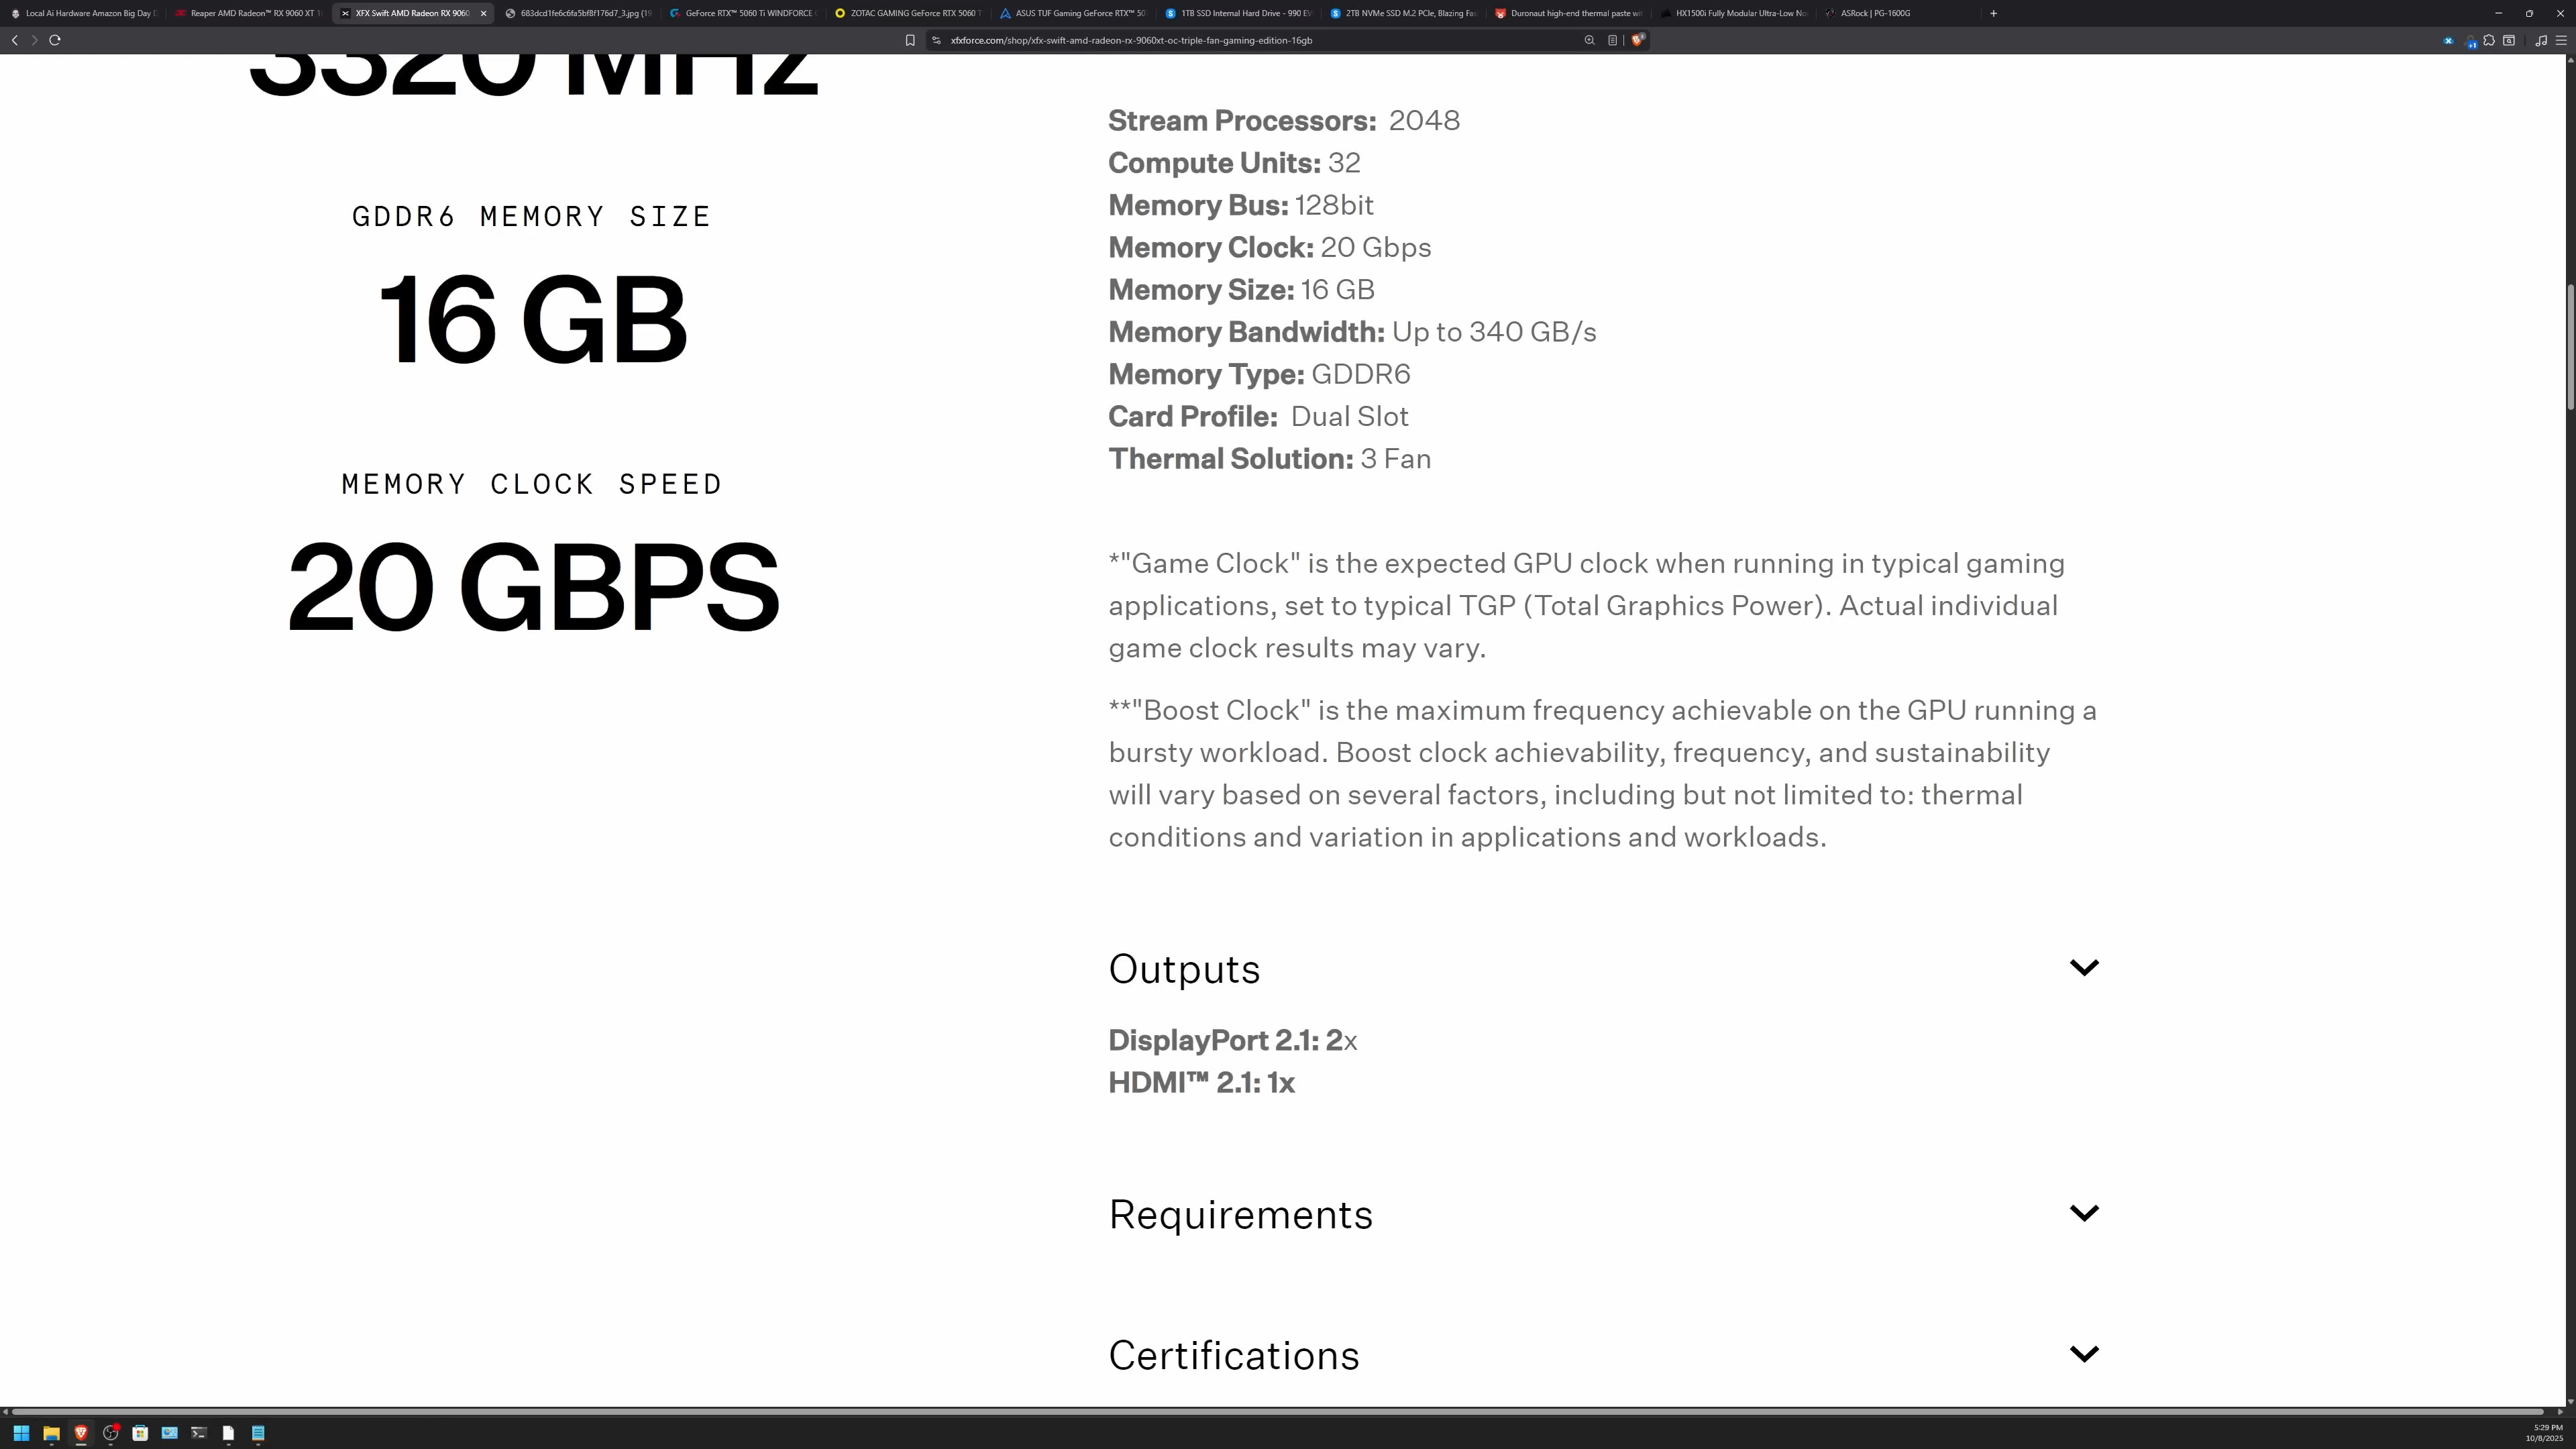 Local Ai Hardware Amazon Big Day
Reaper AMD Radeon™ RX 9060 XT
XFX Swift AMD Radeon RX 9060
683dcd1fe6c6fa5bf8f176d7_3.jpg
GeForce RTX™ 5060 Ti WINDFORCE
ZOTAC GAMING GeForce RTX 5060
ASUS TUF Gaming GeForce RTX™
1TB SSD Internal Hard Drive - 990
2TB NVMe SSD M.2 PCIe, Blazing
Duronaut high-end thermal paste
HX1500i Fully Modular Ultra-Low
ASRock | PG-1600G
xfxforce.com/shop/xfx-swift-amd-radeon-rx-9060xt-oc-triple-fan-gaming-edition-16gb
3320 MHz
GDDR6 MEMORY SIZE
16 GB
MEMORY CLOCK SPEED
20 GBPS
Stream Processors: 2048
Compute Units: 32
Memory Bus: 128bit
Memory Clock: 20 Gbps
Memory Size: 16 GB
Memory Bandwidth: Up to 340 GB/s
Memory Type: GDDR6
Card Profile: Dual Slot
Thermal Solution: 3 Fan
*"Game Clock" is the expected GPU clock when running in typical gaming
applications, set to typical TGP (Total Graphics Power). Actual individual
game clock results may vary.
**"Boost Clock" is the maximum frequency achievable on the GPU running a
bursty workload. Boost clock achievability, frequency, and sustainability
will vary based on several factors, including but not limited to: thermal
conditions and variation in applications and workloads.
Outputs
DisplayPort 2.1: 2x
HDMI™ 2.1: 1x
Requirements
Certifications
5:29 PM
10/8/2025